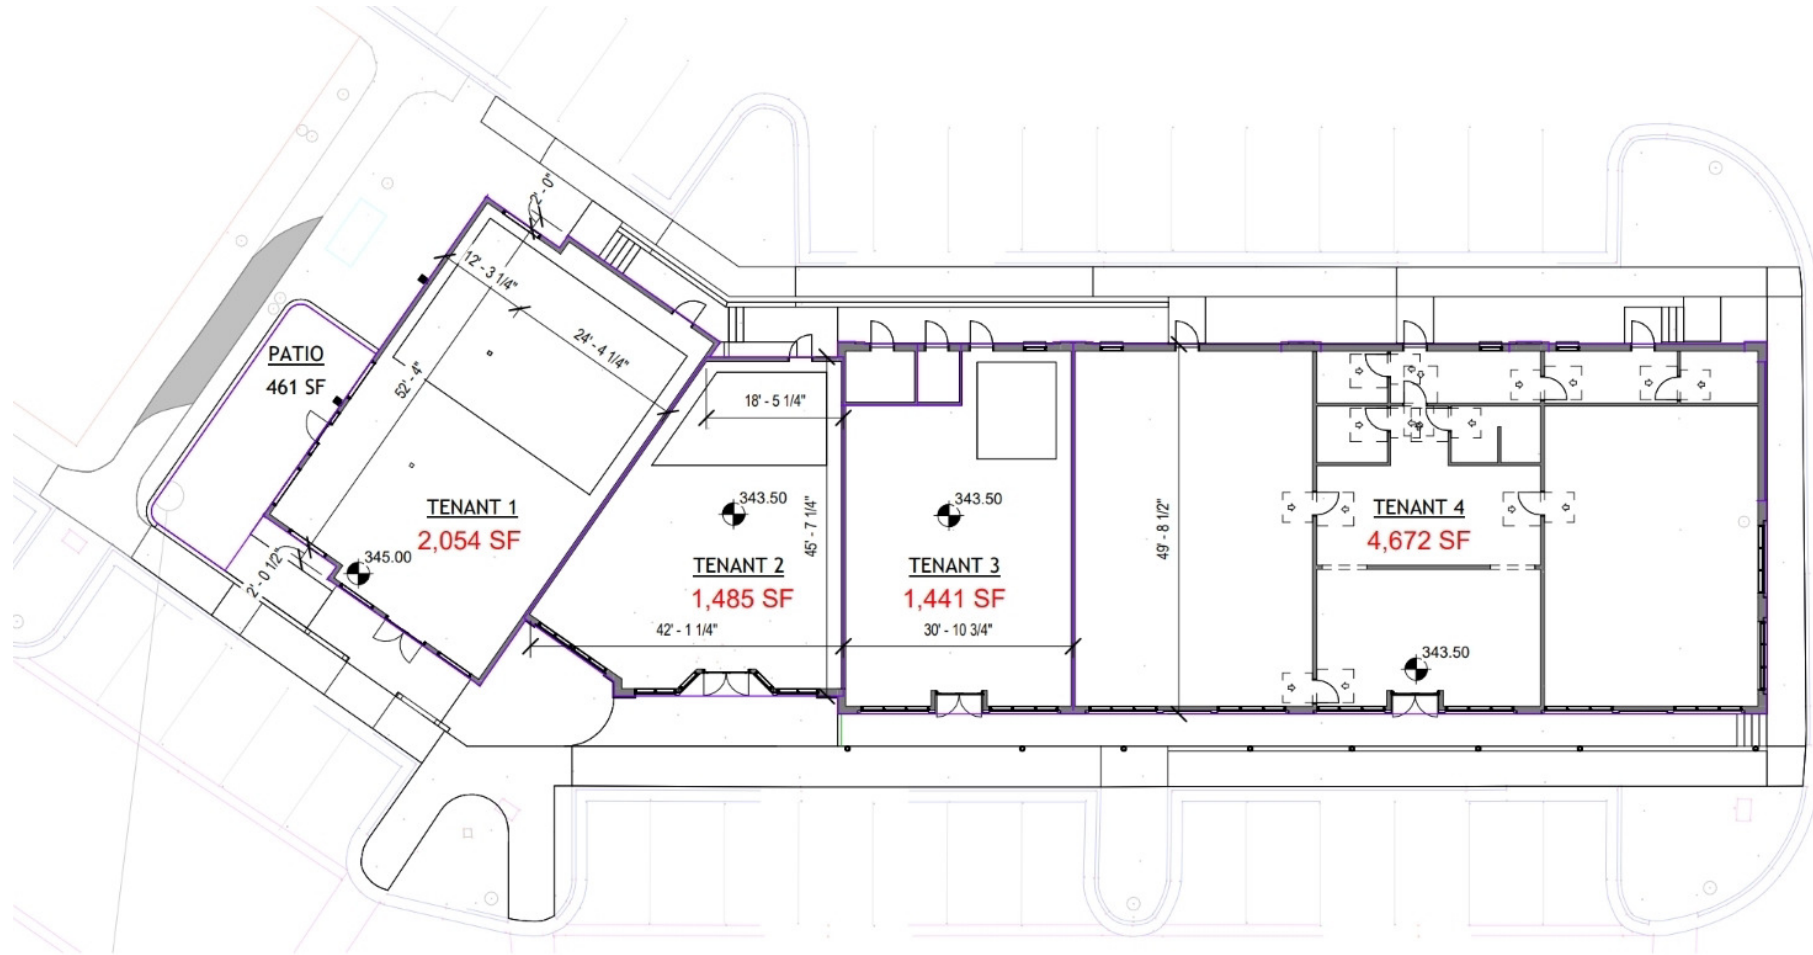 2' - 0"
12' - 3 1/4"
24' - 4 1/4"
52' - 4"
PATIO
461 SF
TENANT 1
2,054 SF
345.00
2' - 0 1/2"
18' - 5 1/4"
343.50
45' - 7 1/4"
TENANT 2
1,485 SF
42' - 1 1/4"
343.50
TENANT 3
1,441 SF
30' - 10 3/4"
49' - 8 1/2"
TENANT 4
4,672 SF
343.50